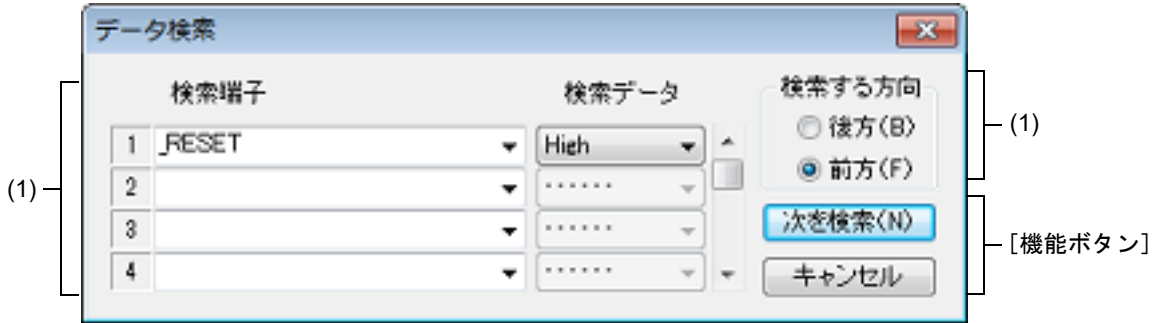 データ検索
検索端子 検索データ 検索する方向
後方(B)
前方(F)
1 _RESET High
2 ······
3 ······
4 ······
次を検索(N)
キャンセル
(1)
(1)
[機能ボタン]